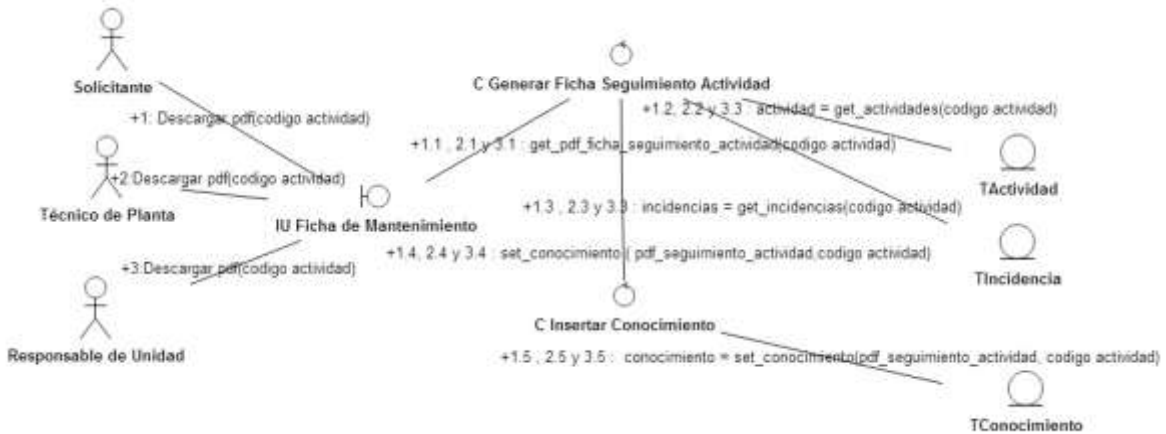 Solicitante
C Generar Ficha Seguimiento Actividad
+1: Descargar pdf(codigo actividad)
+1.2, 2.2 y 3.3 : actividad = get_actividades(codigo actividad)
+1.1 , 2.1 y 3.1 : get_pdf_ficha_seguimiento_actividad(codigo actividad)
+2:Descargar pdf(codigo actividad)
TActividad
Técnico de Planta
+1.3 , 2.3 y 3.3 : incidencias = get_incidencias(codigo actividad)
IU Ficha de Mantenimiento
+1.4, 2.4 y 3.4 : set_conocimiento ( pdf_seguimiento_actividad,codigo actividad)
+3:Descargar pdf(codigo actividad)
TIncidencia
C Insertar Conocimiento
Responsable de Unidad
+1.5 , 2.5 y 3.5 : conocimiento = set_conocimiento(pdf_seguimiento_actividad, codigo actividad)
TConocimiento